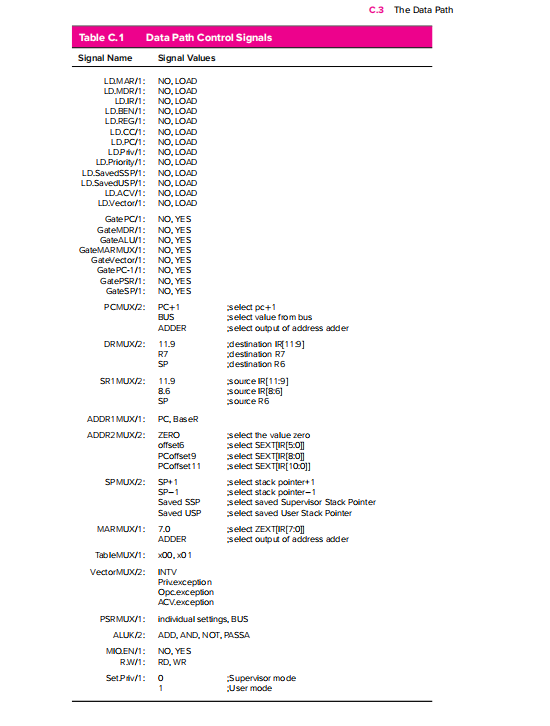 C.3 The Data Path
Table C.1 Data Path Control Signals
Signal Name Signal Values
LD.MAR/1: NO, LOAD
LD.MDR/1: NO, LOAD
LD.IR/1: NO, LOAD
LD.BEN/1: NO, LOAD
LD.REG/1: NO, LOAD
LD.CC/1: NO, LOAD
LD.PC/1: NO, LOAD
LD.Priv/1: NO, LOAD
LD.Priority/1: NO, LOAD
LD.SavedSSP/1: NO, LOAD
LD.SavedUSP/1: NO, LOAD
LD.ACV/1: NO, LOAD
LD.Vector/1: NO, LOAD
GatePC/1: NO, YES
GateMDR/1: NO, YES
GateALU/1: NO, YES
GateMARMUX/1: NO, YES
GateVector/1: NO, YES
GatePC-1/1: NO, YES
GatePSR/1: NO, YES
GateSP/1: NO, YES
PCMUX/2: PC+1 ;select pc+1
BUS ;select value from bus
ADDER ;select output of address adder
DRMUX/2: 11.9 ;destination IR[11:9]
R7 ;destination R7
SP ;destination R6
SR1MUX/2: 11.9 ;source IR[11:9]
8.6 ;source IR[8:6]
SP ;source R6
ADDR1MUX/1: PC, BaseR
ADDR2MUX/2: ZERO ;select the value zero
offset6 ;select SEXT[IR[5:0]]
PCoffset9 ;select SEXT[IR[8:0]]
PCoffset11 ;select SEXT[IR[10:0]]
SPMUX/2: SP+1 ;select stack pointer+1
SP−1 ;select stack pointer−1
Saved SSP ;select saved Supervisor Stack Pointer
Saved USP ;select saved User Stack Pointer
MARMUX/1: 7.0 ;select ZEXT[IR[7:0]]
ADDER ;select output of address adder
TableMUX/1: x00, x01
VectorMUX/2: INTV
Priv.exception
Opc.exception
ACV.exception
PSRMUX/1: individual settings, BUS
ALUK/2: ADD, AND, NOT, PASSA
MIO.EN/1: NO, YES
R.W/1: RD, WR
Set.Priv/1: 0 ;Supervisor mode
1 ;User mode